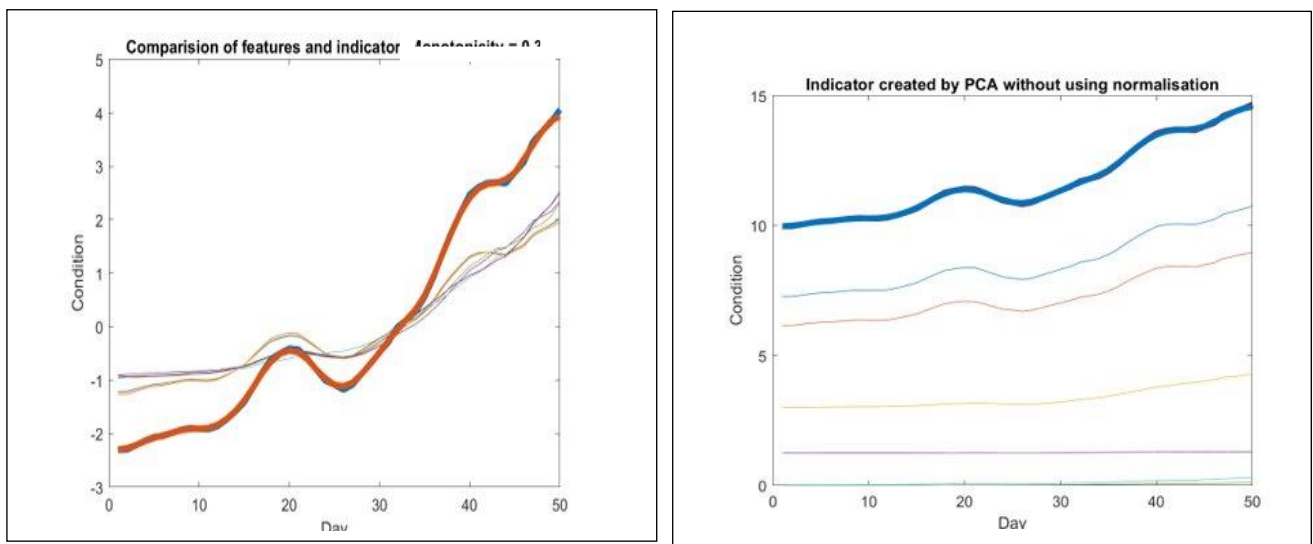 Comparision of features and indicator
5
4
3
2
1
0
-1
-2
-3
Condition
0 10 20 30 40 50
Day
Indicator created by PCA without using normalisation
15
10
5
0
Condition
0 10 20 30 40 50
Day